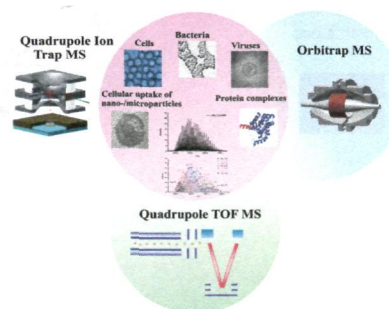 Quadrupole Ion
Trap MS
Cells
Bacteria
Viruses
Orbitrap MS
Cellular uptake of
nano-/microparticles
Protein complexes
Quadrupole TOF MS